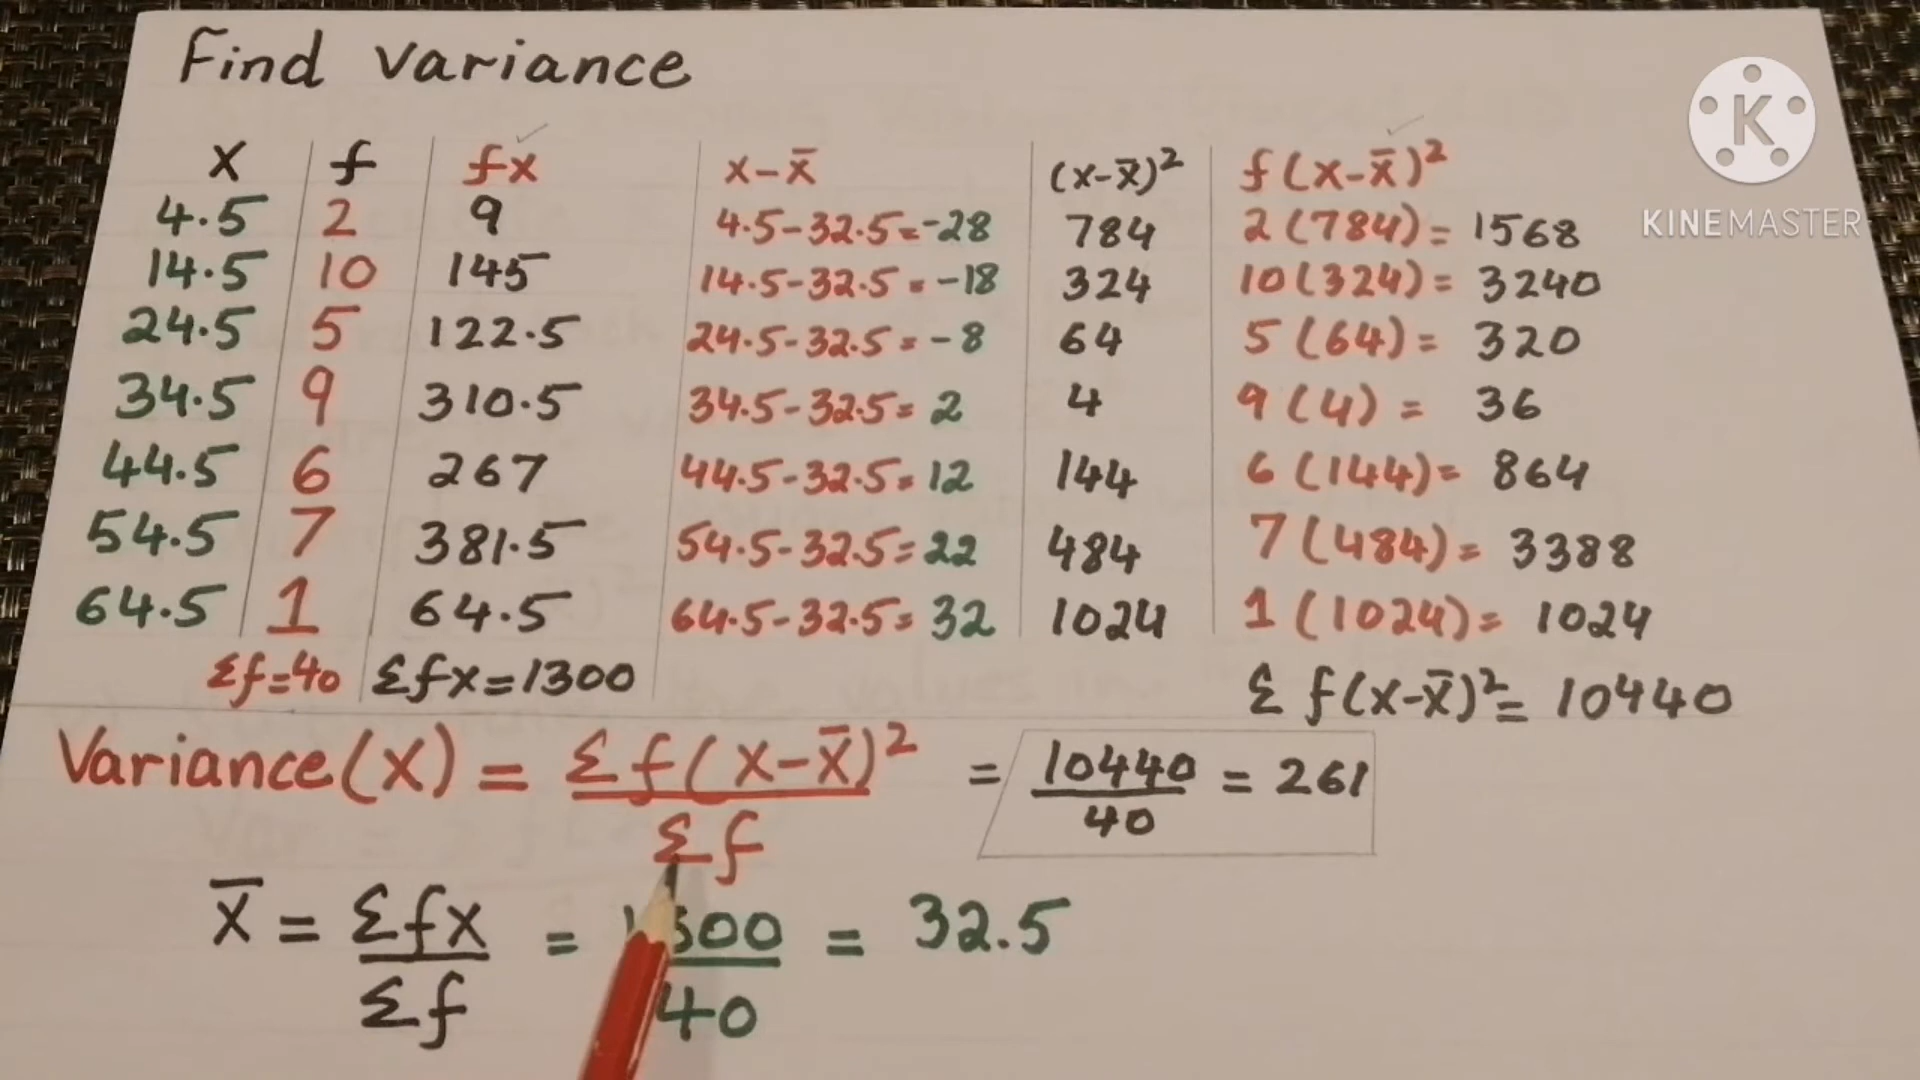 Find variance
K
KINEMASTER
x f fx x-x̄ (x-x̄)² f(x-x̄)²
4.5 2 9 4.5-32.5=-28 784 2(784)= 1568
14.5 10 145 14.5-32.5=-18 324 10(324)= 3240
24.5 5 122.5 24.5-32.5=-8 64 5(64)= 320
34.5 9 310.5 34.5-32.5=2 4 9(4)= 36
44.5 6 267 44.5-32.5=12 144 6(144)= 864
54.5 7 381.5 54.5-32.5=22 484 7(484)= 3388
64.5 1 64.5 64.5-32.5=32 1024 1(1024)= 1024
Σf=40 Σfx=1300 Σf(x-x̄)²=10440
Variance(x) = Σf(x-x̄)² / Σf = 10440 / 40 = 261
x̄ = Σfx / Σf = 1300 / 40 = 32.5